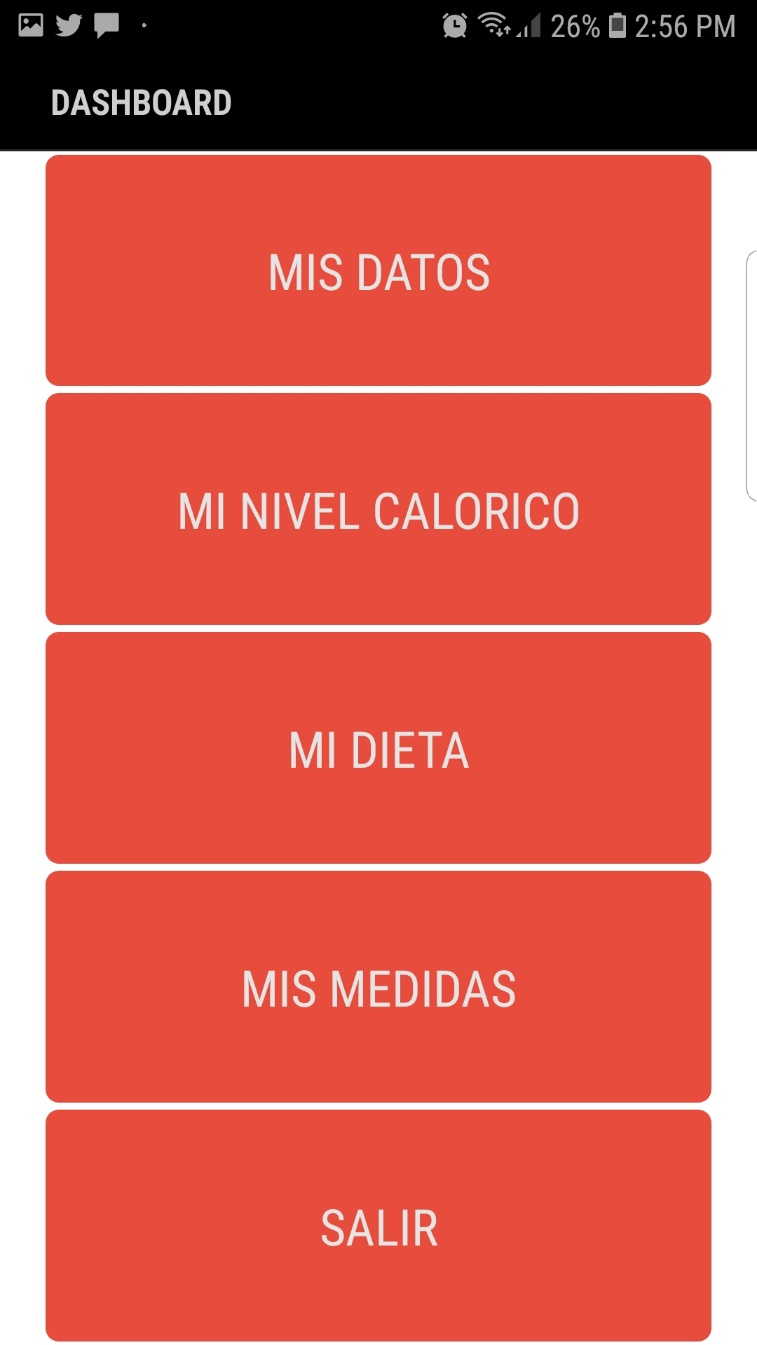 26% 2:56 PM
DASHBOARD
MIS DATOS
MI NIVEL CALORICO
MI DIETA
MIS MEDIDAS
SALIR